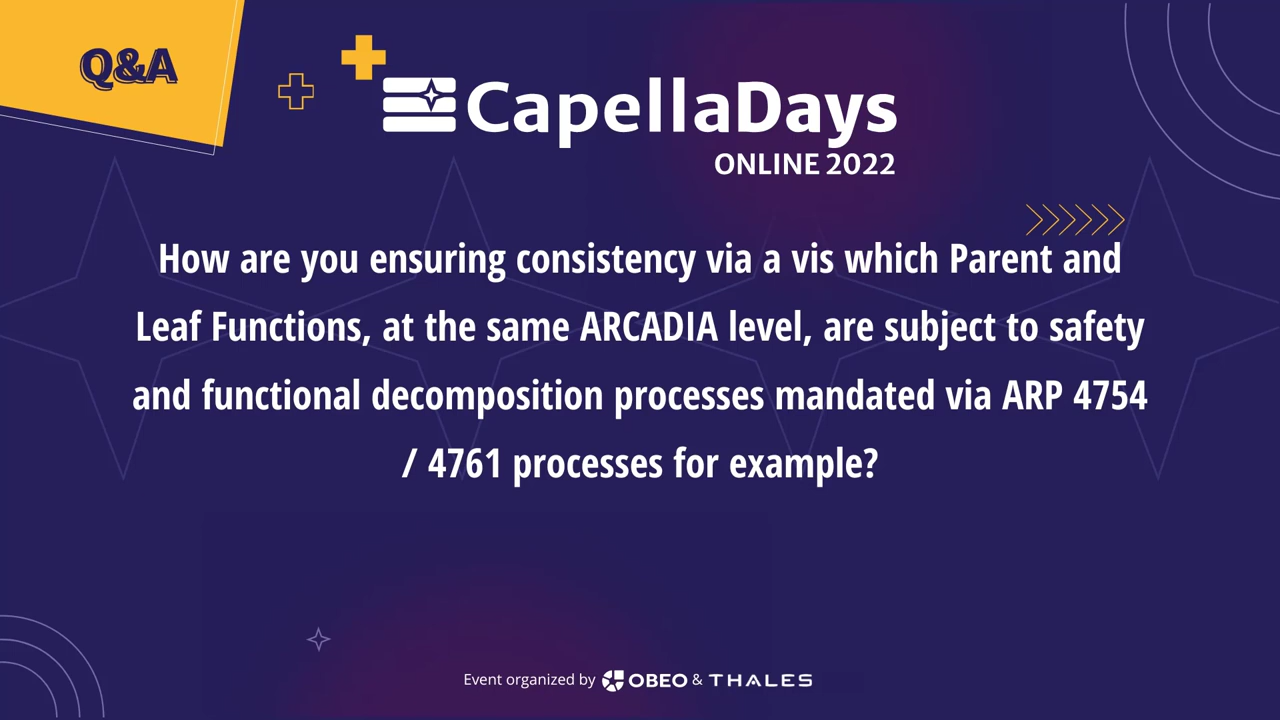 Q&A
CapellaDays
ONLINE 2022
How are you ensuring consistency via a vis which Parent and
Leaf Functions, at the same ARCADIA level, are subject to safety
and functional decomposition processes mandated via ARP 4754
/ 4761 processes for example?
Event organized by OBEO & THALES